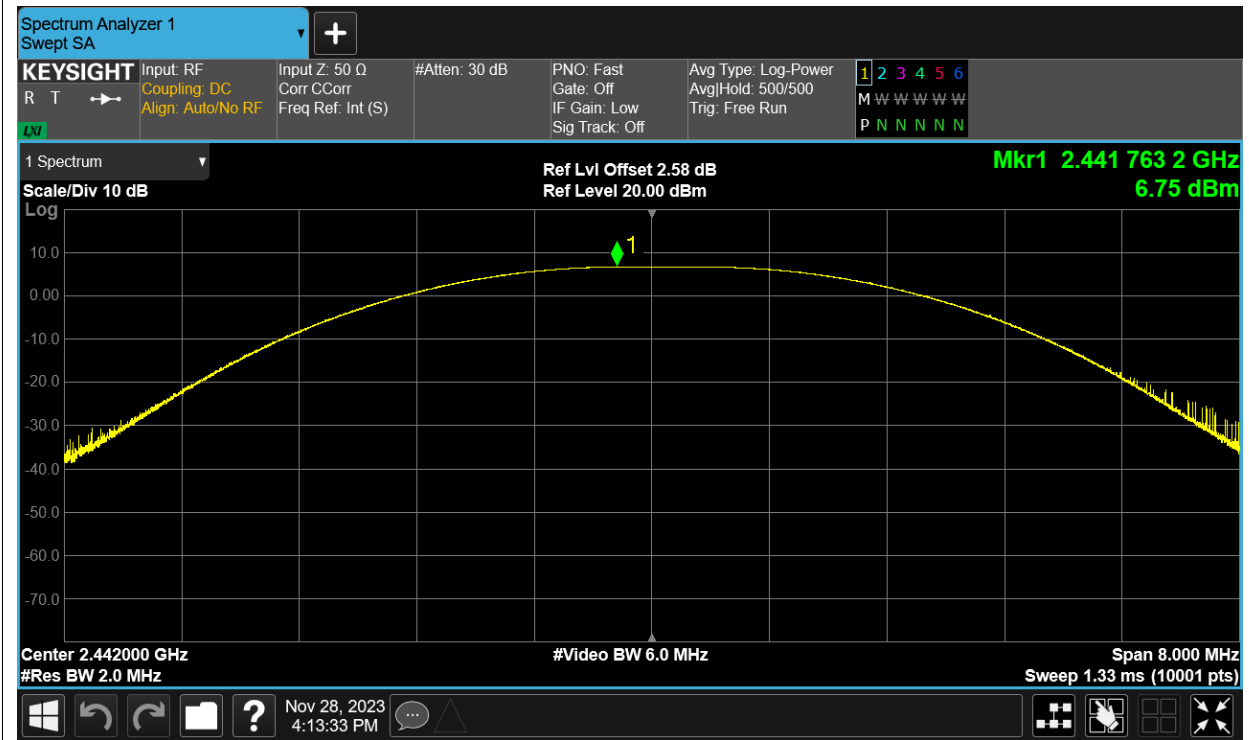 Spectrum Analyzer 1
Swept SA
+
KEYSIGHT
R T
LXI
Input: RF
Coupling: DC
Align: Auto/No RF
Input Z: 50 Ω
Corr CCorr
Freq Ref: Int (S)
#Atten: 30 dB
PNO: Fast
Gate: Off
IF Gain: Low
Sig Track: Off
Avg Type: Log-Power
Avg|Hold: 500/500
Trig: Free Run
1 2 3 4 5 6
M W W W W W
P N N N N N
1 Spectrum
Scale/Div 10 dB
Log
Ref Lvl Offset 2.58 dB
Ref Level 20.00 dBm
Mkr1 2.441 763 2 GHz
6.75 dBm
1
10.0
0.00
-10.0
-20.0
-30.0
-40.0
-50.0
-60.0
-70.0
Center 2.442000 GHz
#Res BW 2.0 MHz
#Video BW 6.0 MHz
Span 8.000 MHz
Sweep 1.33 ms (10001 pts)
?
Nov 28, 2023
4:13:33 PM